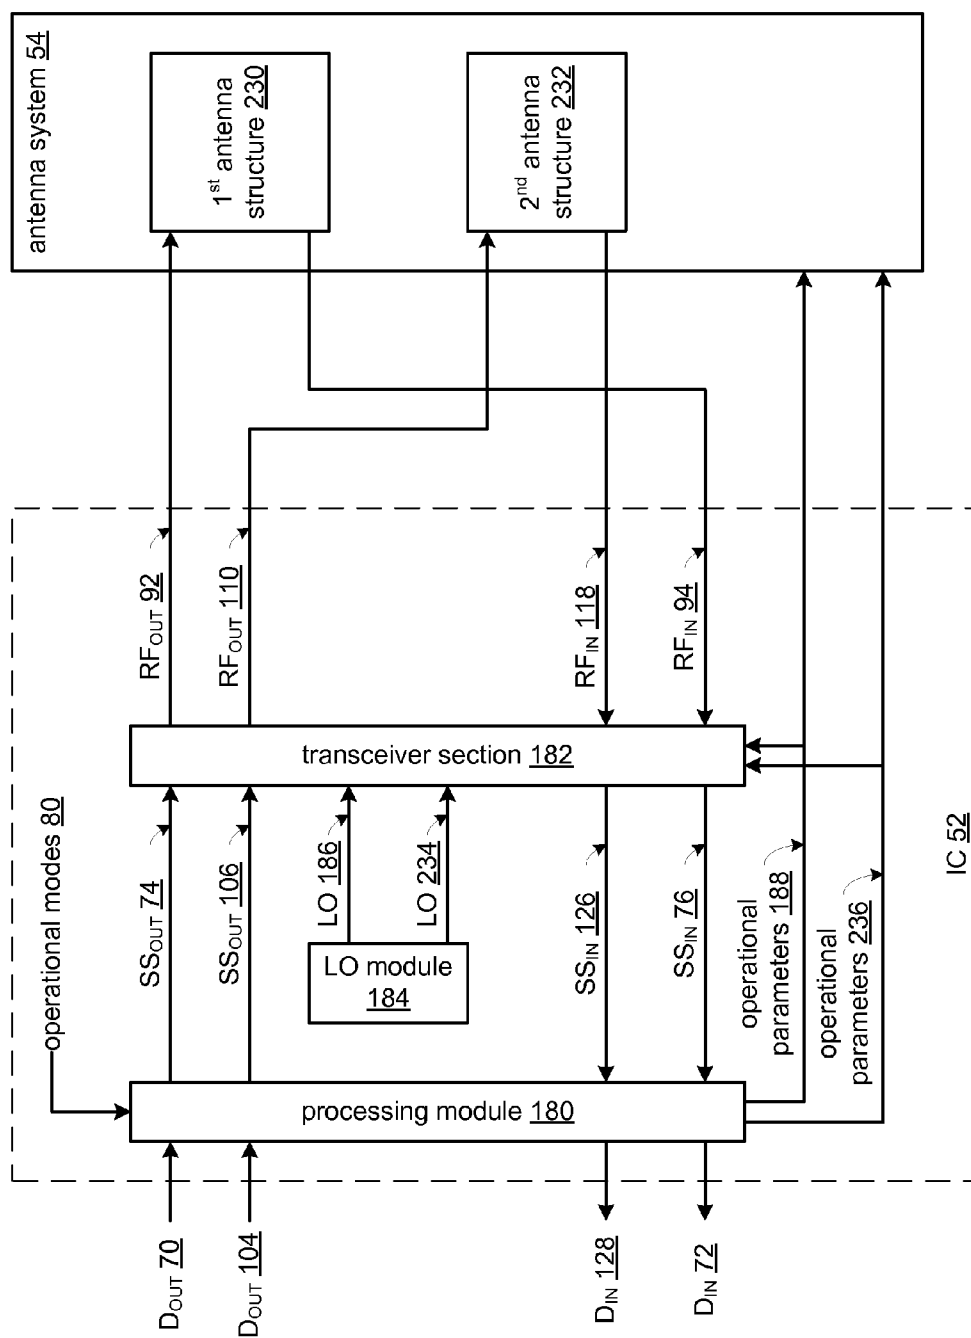 antenna system 54
1st antenna
structure 230
2nd antenna
structure 232
RFOUT 92
RFOUT 110
RFIN 118
RFIN 94
transceiver section 182
operational modes 80
SSOUT 74
SSOUT 106
LO 186
LO 234
LO module
184
SSIN 126
SSIN 76
operational
parameters 188
operational
parameters 236
IC 52
processing module 180
DOUT 70
DOUT 104
DIN 128
DIN 72